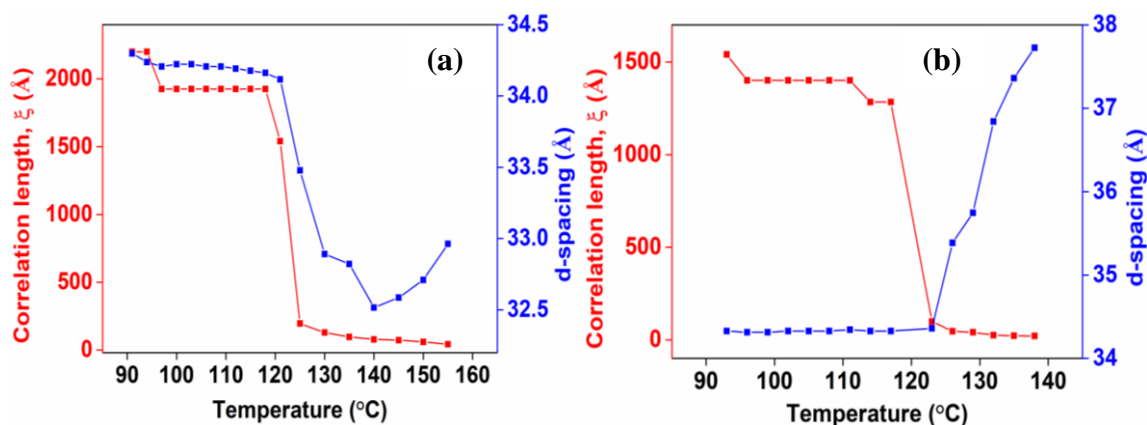 (a)
Correlation length, ξ (Å)
2000
1500
1000
500
0
90 100 110 120 130 140 150 160
Temperature (°C)
34.5
34.0
33.5
33.0
32.5
d-spacing (Å)
(b)
Correlation length, ξ (Å)
1500
1000
500
0
90 100 110 120 130 140
Temperature (°C)
38
37
36
35
34
d-spacing (Å)